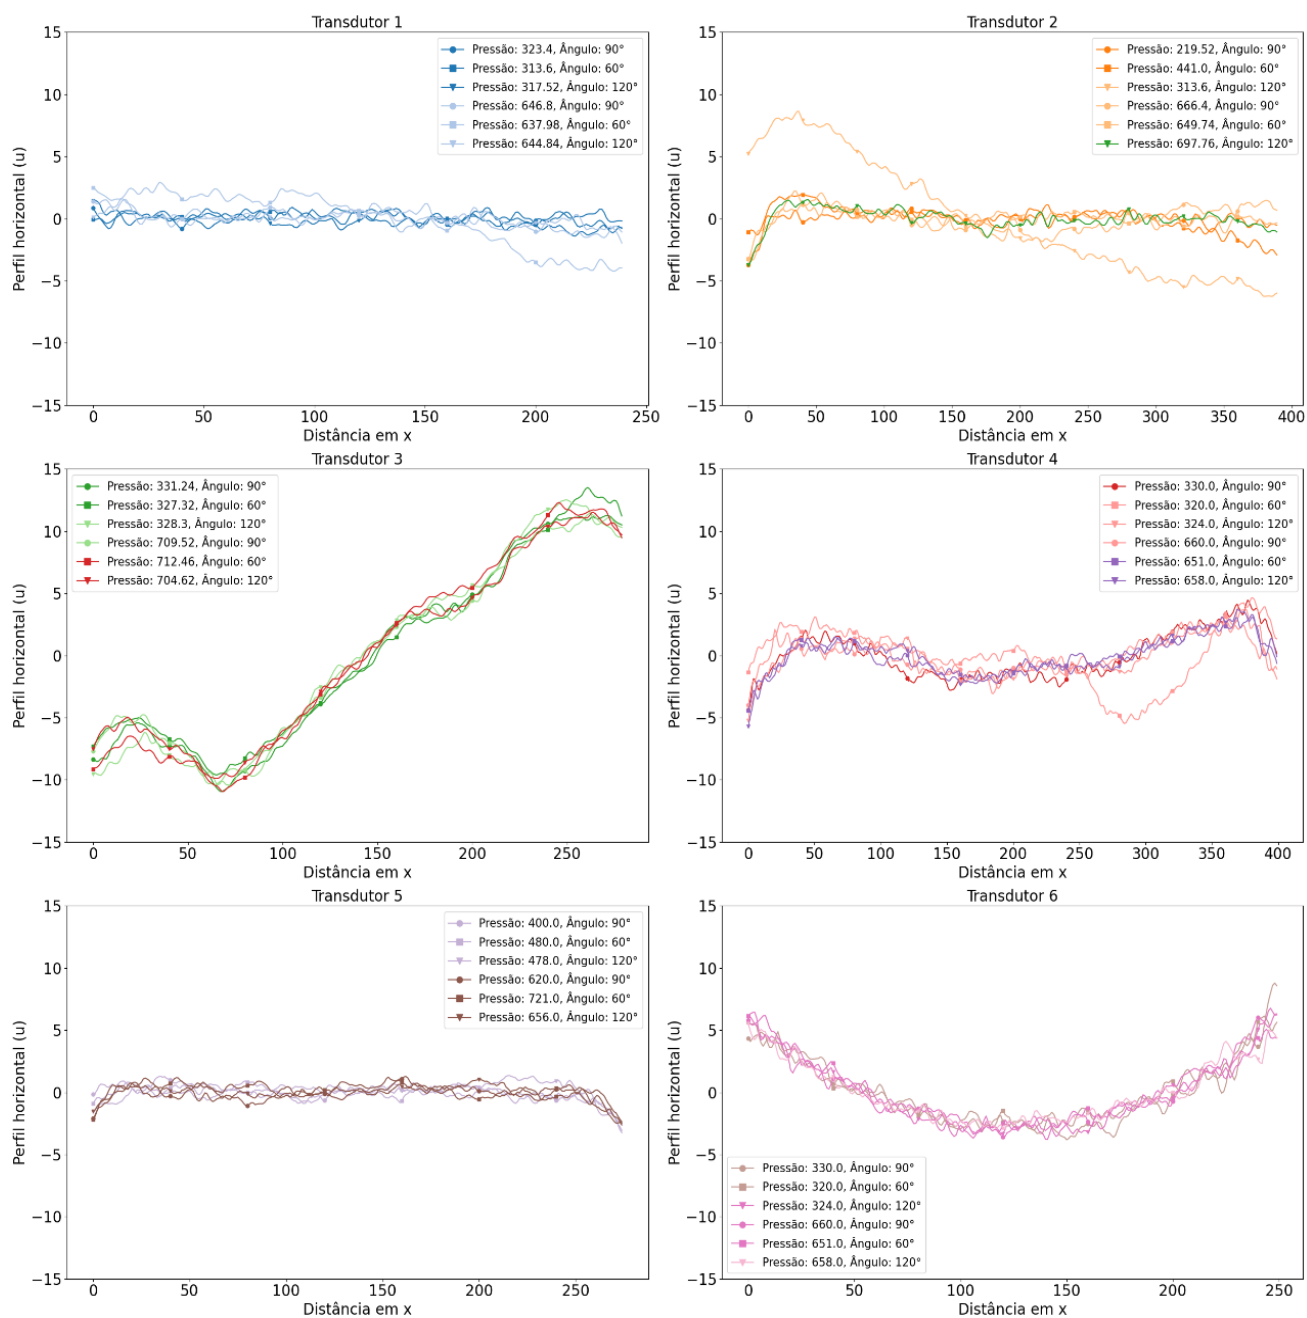 Transdutor 1
15
10
5
0
−5
−10
−15
Perfil horizontal (u)
Pressão: 323.4, Ângulo: 90°
Pressão: 313.6, Ângulo: 60°
Pressão: 317.52, Ângulo: 120°
Pressão: 646.8, Ângulo: 90°
Pressão: 637.98, Ângulo: 60°
Pressão: 644.84, Ângulo: 120°
0 50 100 150 200 250
Distância em x
Transdutor 2
15
10
5
0
−5
−10
−15
Perfil horizontal (u)
Pressão: 219.52, Ângulo: 90°
Pressão: 441.0, Ângulo: 60°
Pressão: 313.6, Ângulo: 120°
Pressão: 666.4, Ângulo: 90°
Pressão: 649.74, Ângulo: 60°
Pressão: 697.76, Ângulo: 120°
0 50 100 150 200 250 300 350 400
Distância em x
Transdutor 3
15
10
5
0
−5
−10
−15
Perfil horizontal (u)
Pressão: 331.24, Ângulo: 90°
Pressão: 327.32, Ângulo: 60°
Pressão: 328.3, Ângulo: 120°
Pressão: 709.52, Ângulo: 90°
Pressão: 712.46, Ângulo: 60°
Pressão: 704.62, Ângulo: 120°
0 50 100 150 200 250
Distância em x
Transdutor 4
15
10
5
0
−5
−10
−15
Perfil horizontal (u)
Pressão: 330.0, Ângulo: 90°
Pressão: 320.0, Ângulo: 60°
Pressão: 324.0, Ângulo: 120°
Pressão: 660.0, Ângulo: 90°
Pressão: 651.0, Ângulo: 60°
Pressão: 658.0, Ângulo: 120°
0 50 100 150 200 250 300 350 400
Distância em x
Transdutor 5
15
10
5
0
−5
−10
−15
Perfil horizontal (u)
Pressão: 400.0, Ângulo: 90°
Pressão: 480.0, Ângulo: 60°
Pressão: 478.0, Ângulo: 120°
Pressão: 620.0, Ângulo: 90°
Pressão: 721.0, Ângulo: 60°
Pressão: 656.0, Ângulo: 120°
0 50 100 150 200 250
Distância em x
Transdutor 6
15
10
5
0
−5
−10
−15
Perfil horizontal (u)
Pressão: 330.0, Ângulo: 90°
Pressão: 320.0, Ângulo: 60°
Pressão: 324.0, Ângulo: 120°
Pressão: 660.0, Ângulo: 90°
Pressão: 651.0, Ângulo: 60°
Pressão: 658.0, Ângulo: 120°
0 50 100 150 200 250
Distância em x